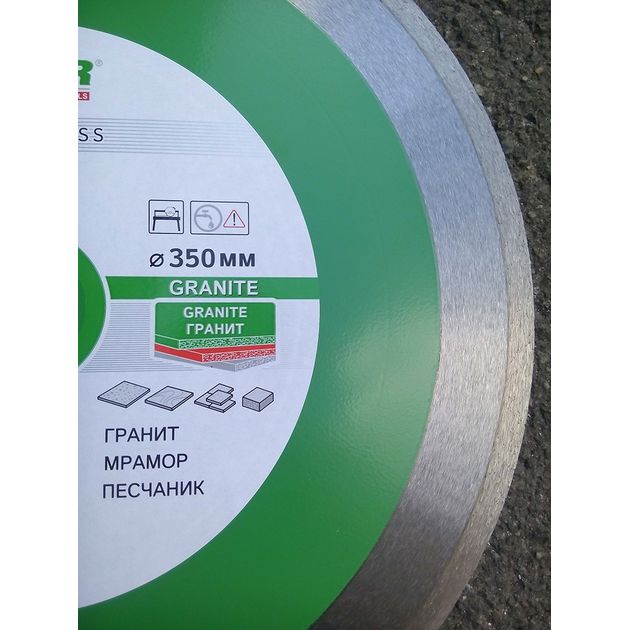 ⌀ 350 мм
GRANITE
GRANITE
ГРАНИТ
ГРАНИТ
МРАМОР
ПЕСЧАНИК